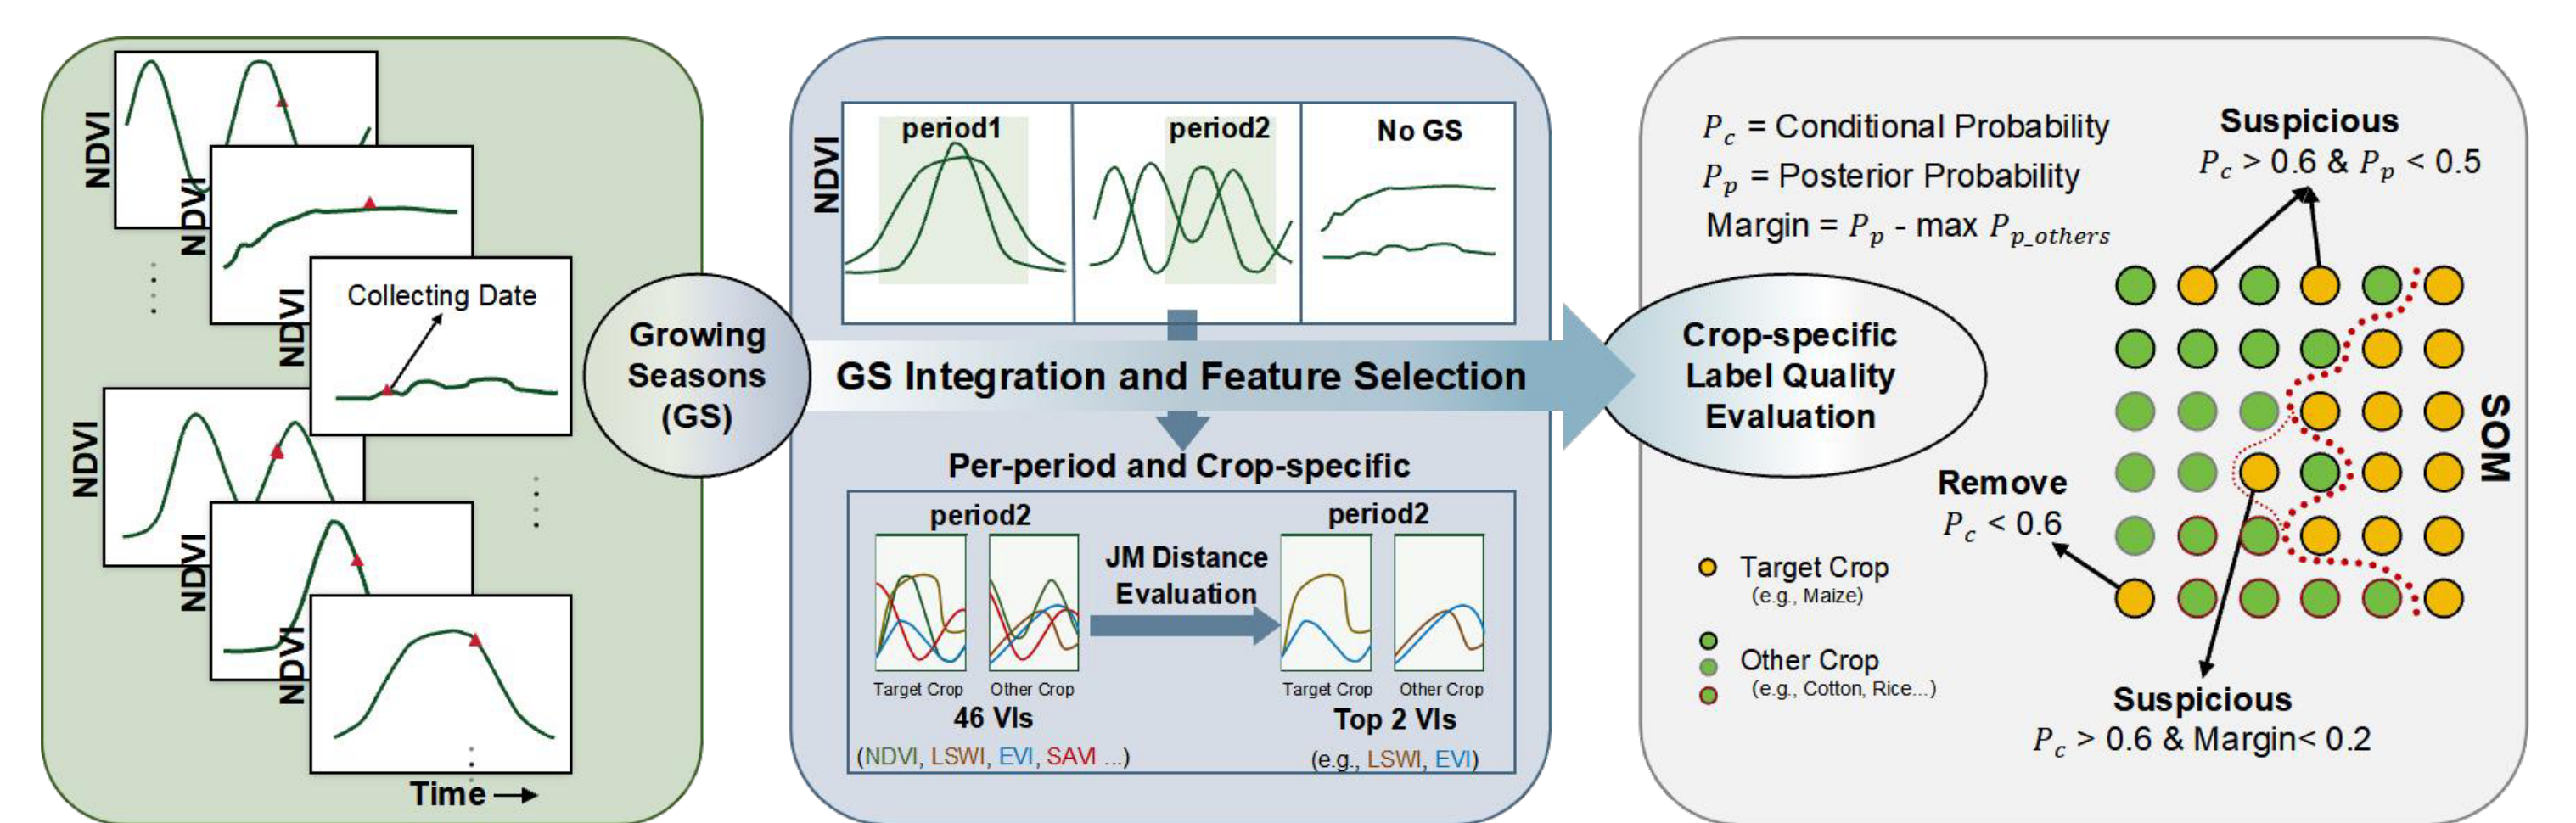 NDVI
NDVI
NDVI
Collecting Date
NDVI
NDVI
NDVI
Time
Growing
Seasons
(GS)
NDVI
period1
period2
No GS
GS Integration and Feature Selection
Per-period and Crop-specific
period2
period2
JM Distance
Evaluation
Target Crop
Other Crop
Target Crop
Other Crop
46 VIs
Top 2 VIs
(NDVI, LSWI, EVI, SAVI ...)
(e.g., LSWI, EVI)
P_c = Conditional Probability
P_p = Posterior Probability
Margin = P_p - max P_p_others
Suspicious
P_c > 0.6 & P_p < 0.5
Crop-specific
Label Quality
Evaluation
SOM
Remove
P_c < 0.6
Target Crop
(e.g., Maize)
Other Crop
(e.g., Cotton, Rice...)
Suspicious
P_c > 0.6 & Margin< 0.2